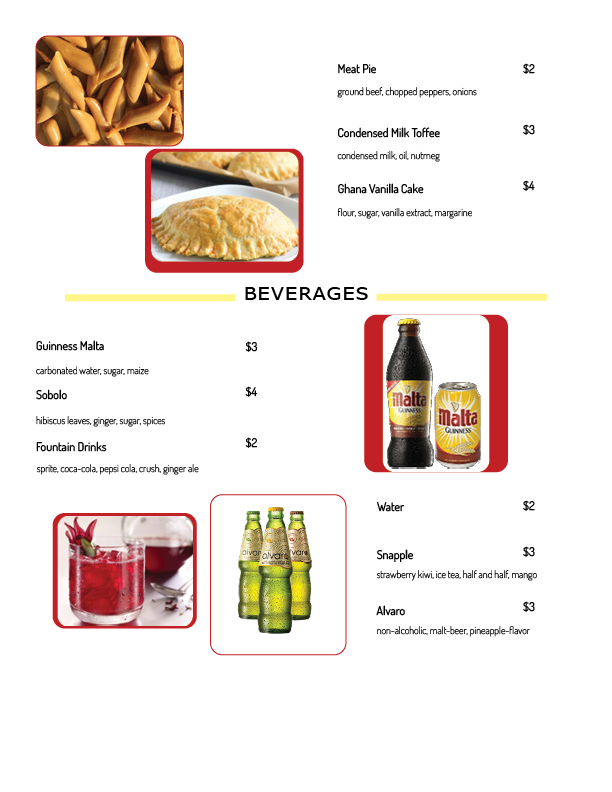 Meat Pie $2
ground beef, chopped peppers, onions
Condensed Milk Toffee $3
condensed milk, oil, nutmeg
Ghana Vanilla Cake $4
flour, sugar, vanilla extract, margarine
BEVERAGES
Guinness Malta $3
carbonated water, sugar, maize
Sobolo $4
hibiscus leaves, ginger, sugar, spices
Fountain Drinks $2
sprite, coca-cola, pepsi cola, crush, ginger ale
Malta
GUINNESS
Malta
GUINNESS
alvaro
Water $2
Snapple $3
strawberry kiwi, ice tea, half and half, mango
Alvaro $3
non-alcoholic, malt-beer, pineapple-flavor